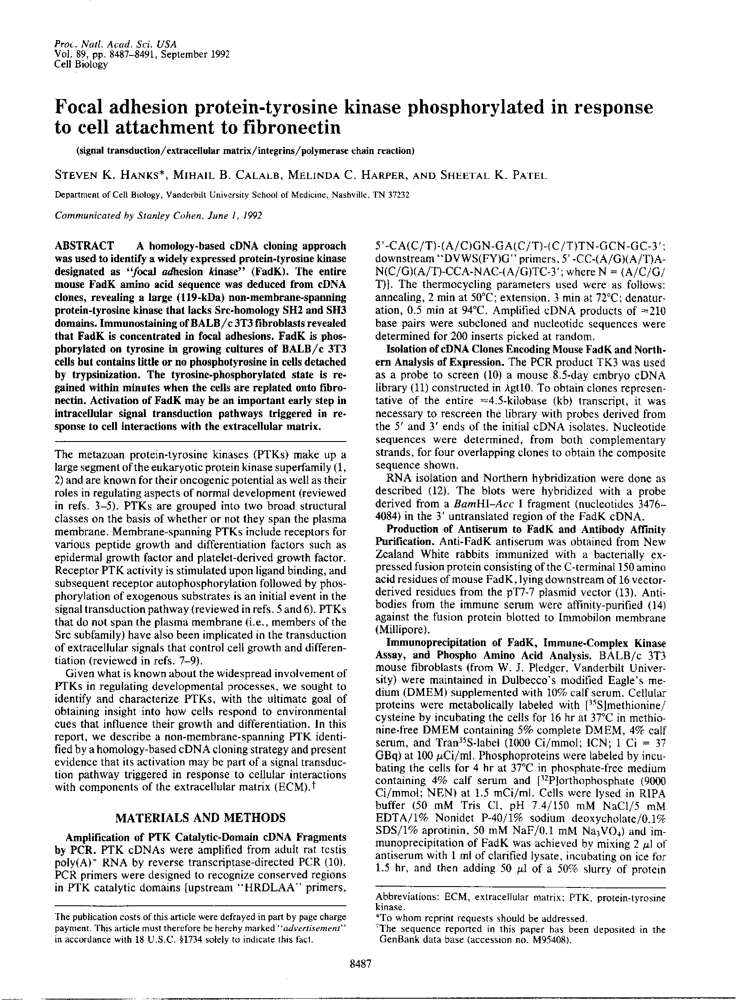 Proc. Natl. Acad. Sci. USA
Vol. 89, pp. 8487–8491, September 1992
Cell Biology
Focal adhesion protein-tyrosine kinase phosphorylated in response
to cell attachment to fibronectin
(signal transduction/extracellular matrix/integrins/polymerase chain reaction)
STEVEN K. HANKS*, MIHAIL B. CALALB, MELINDA C. HARPER, AND SHEETAL K. PATEL
Department of Cell Biology, Vanderbilt University School of Medicine, Nashville, TN 37232
Communicated by Stanley Cohen, June 1, 1992
ABSTRACT A homology-based cDNA cloning approach
was used to identify a widely expressed protein-tyrosine kinase
designated as "focal adhesion kinase" (FadK). The entire
mouse FadK amino acid sequence was deduced from cDNA
clones, revealing a large (119-kDa) non-membrane-spanning
protein-tyrosine kinase that lacks Src-homology SH2 and SH3
domains. Immunostaining of BALB/c 3T3 fibroblasts revealed
that FadK is concentrated in focal adhesions. FadK is phos-
phorylated on tyrosine in growing cultures of BALB/c 3T3
cells but contains little or no phosphotyrosine in cells detached
by trypsinization. The tyrosine-phosphorylated state is re-
gained within minutes when the cells are replated onto fibro-
nectin. Activation of FadK may be an important early step in
intracellular signal transduction pathways triggered in re-
sponse to cell interactions with the extracellular matrix.
The metazoan protein-tyrosine kinases (PTKs) make up a
large segment of the eukaryotic protein kinase superfamily (1,
2) and are known for their oncogenic potential as well as their
roles in regulating aspects of normal development (reviewed
in refs. 3–5). PTKs are grouped into two broad structural
classes on the basis of whether or not they span the plasma
membrane. Membrane-spanning PTKs include receptors for
various peptide growth and differentiation factors such as
epidermal growth factor and platelet-derived growth factor.
Receptor PTK activity is stimulated upon ligand binding, and
subsequent receptor autophosphorylation followed by phos-
phorylation of exogenous substrates is an initial event in the
signal transduction pathway (reviewed in refs. 5 and 6). PTKs
that do not span the plasma membrane (i.e., members of the
Src subfamily) have also been implicated in the transduction
of extracellular signals that control cell growth and differen-
tiation (reviewed in refs. 7–9).
Given what is known about the widespread involvement of
PTKs in regulating developmental processes, we sought to
identify and characterize PTKs, with the ultimate goal of
obtaining insight into how cells respond to environmental
cues that influence their growth and differentiation. In this
report, we describe a non-membrane-spanning PTK identi-
fied by a homology-based cDNA cloning strategy and present
evidence that its activation may be part of a signal transduc-
tion pathway triggered in response to cellular interactions
with components of the extracellular matrix (ECM).†
MATERIALS AND METHODS
Amplification of PTK Catalytic-Domain cDNA Fragments
by PCR. PTK cDNAs were amplified from adult rat testis
poly(A)⁺ RNA by reverse transcriptase-directed PCR (10).
PCR primers were designed to recognize conserved regions
in PTK catalytic domains [upstream "HRDLAA" primers,
The publication costs of this article were defrayed in part by page charge
payment. This article must therefore be hereby marked "advertisement"
in accordance with 18 U.S.C. §1734 solely to indicate this fact.
5'-CA(C/T)-(A/C)GN-GA(C/T)-(C/T)TN-GCN-GC-3';
downstream "DVWS(FY)G" primers, 5'-CC-(A/G)(A/T)A-
N(C/G)(A/T)-CCA-NAC-(A/G)TC-3'; where N = (A/C/G/
T)]. The thermocycling parameters used were as follows:
annealing, 2 min at 50°C; extension, 3 min at 72°C; denatur-
ation, 0.5 min at 94°C. Amplified cDNA products of ≈210
base pairs were subcloned and nucleotide sequences were
determined for 200 inserts picked at random.
Isolation of cDNA Clones Encoding Mouse FadK and North-
ern Analysis of Expression. The PCR product TK3 was used
as a probe to screen (10) a mouse 8.5-day embryo cDNA
library (11) constructed in λgt10. To obtain clones represen-
tative of the entire ≈4.5-kilobase (kb) transcript, it was
necessary to rescreen the library with probes derived from
the 5' and 3' ends of the initial cDNA isolates. Nucleotide
sequences were determined, from both complementary
strands, for four overlapping clones to obtain the composite
sequence shown.
RNA isolation and Northern hybridization were done as
described (12). The blots were hybridized with a probe
derived from a BamHI–Acc I fragment (nucleotides 3476–
4084) in the 3' untranslated region of the FadK cDNA.
Production of Antiserum to FadK and Antibody Affinity
Purification. Anti-FadK antiserum was obtained from New
Zealand White rabbits immunized with a bacterially ex-
pressed fusion protein consisting of the C-terminal 150 amino
acid residues of mouse FadK, lying downstream of 16 vector-
derived residues from the pT7-7 plasmid vector (13). Anti-
bodies from the immune serum were affinity-purified (14)
against the fusion protein blotted to Immobilon membrane
(Millipore).
Immunoprecipitation of FadK, Immune-Complex Kinase
Assay, and Phospho Amino Acid Analysis. BALB/c 3T3
mouse fibroblasts (from W. J. Pledger, Vanderbilt Univer-
sity) were maintained in Dulbecco's modified Eagle's me-
dium (DMEM) supplemented with 10% calf serum. Cellular
proteins were metabolically labeled with [³⁵S]methionine/
cysteine by incubating the cells for 16 hr at 37°C in methio-
nine-free DMEM containing 5% complete DMEM, 4% calf
serum, and Tran³⁵S-label (1000 Ci/mmol; ICN; 1 Ci = 37
GBq) at 100 μCi/ml. Phosphoproteins were labeled by incu-
bating the cells for 4 hr at 37°C in phosphate-free medium
containing 4% calf serum and [³²P]orthophosphate (9000
Ci/mmol; NEN) at 1.5 mCi/ml. Cells were lysed in RIPA
buffer (50 mM Tris Cl, pH 7.4/150 mM NaCl/5 mM
EDTA/1% Nonidet P-40/1% sodium deoxycholate/0.1%
SDS/1% aprotinin, 50 mM NaF/0.1 mM Na₃VO₄) and im-
munoprecipitation of FadK was achieved by mixing 2 μl of
antiserum with 1 ml of clarified lysate, incubating on ice for
1.5 hr, and then adding 50 μl of a 50% slurry of protein
Abbreviations: ECM, extracellular matrix; PTK, protein-tyrosine
kinase.
*To whom reprint requests should be addressed.
†The sequence reported in this paper has been deposited in the
GenBank data base (accession no. M95408).
8487